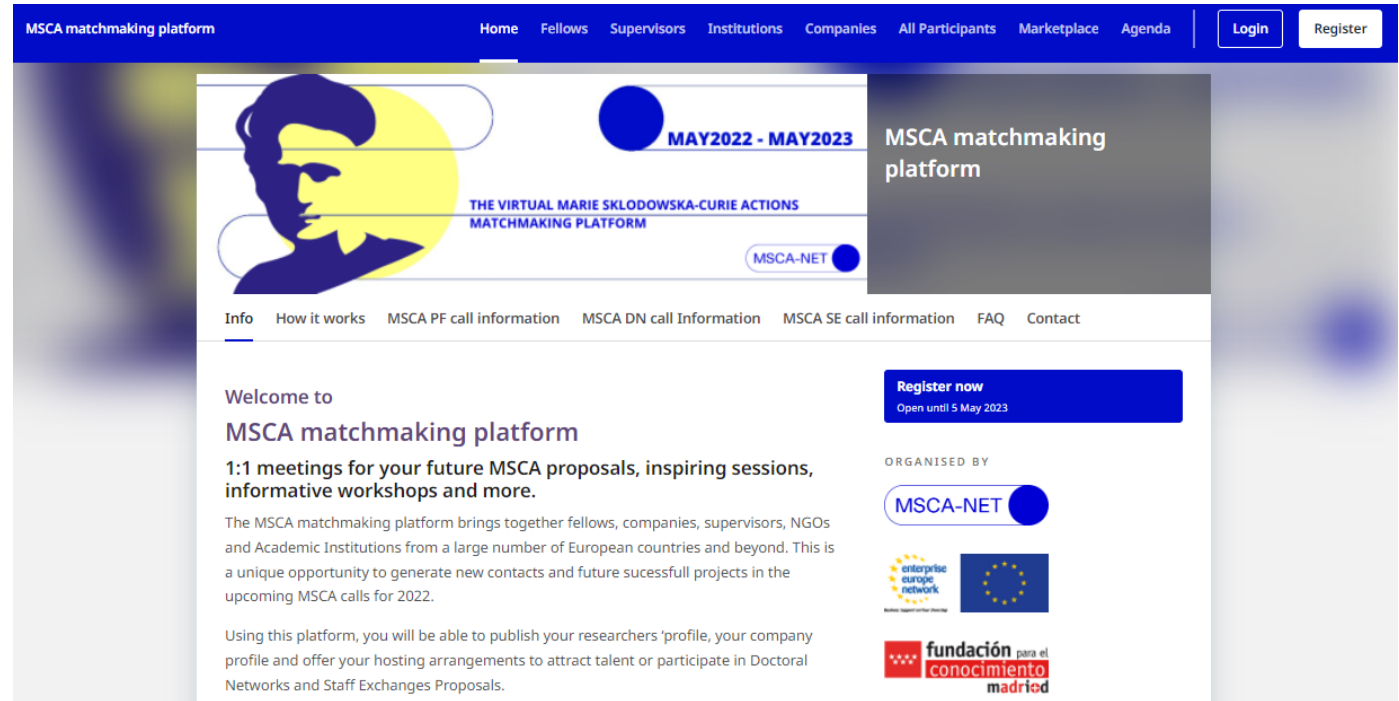 MSCA matchmaking platform
Home Fellows Supervisors Institutions Companies All Participants Marketplace Agenda Login Register
MAY2022 - MAY2023
THE VIRTUAL MARIE SKLODOWSKA-CURIE ACTIONS
MATCHMAKING PLATFORM
MSCA-NET
MSCA matchmaking
platform
Info How it works MSCA PF call information MSCA DN call Information MSCA SE call information FAQ Contact
Welcome to
MSCA matchmaking platform
1:1 meetings for your future MSCA proposals, inspiring sessions,
informative workshops and more.
The MSCA matchmaking platform brings together fellows, companies, supervisors, NGOs
and Academic Institutions from a large number of European countries and beyond. This is
a unique opportunity to generate new contacts and future sucessfull projects in the
upcoming MSCA calls for 2022.
Using this platform, you will be able to publish your researchers 'profile, your company
profile and offer your hosting arrangements to attract talent or participate in Doctoral
Networks and Staff Exchanges Proposals.
Register now
Open until 5 May 2023
ORGANISED BY
MSCA-NET
enterprise
europe
network
fundación para el
conocimiento
madrid